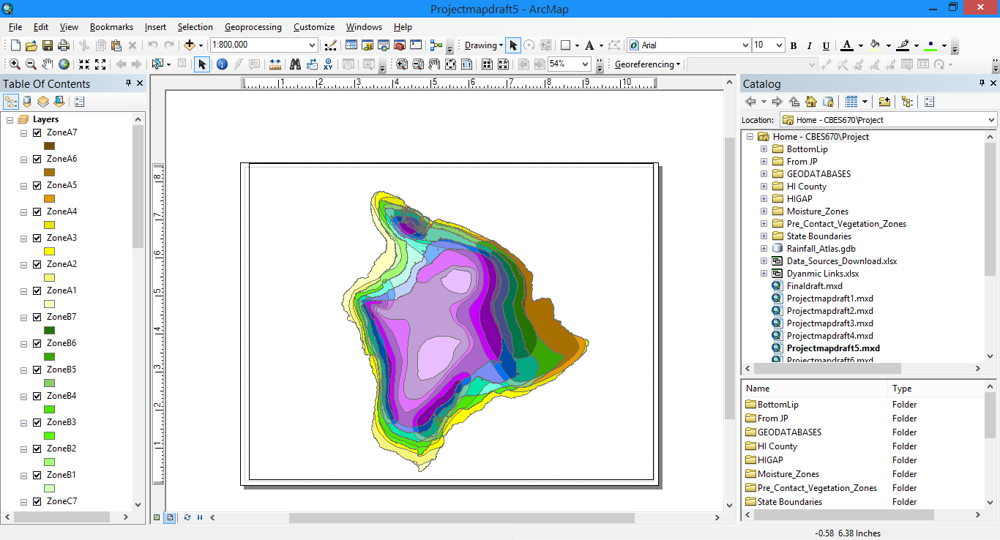 Projectmapdraft5 - ArcMap
File Edit View Bookmarks Insert Selection Geoprocessing Customize Windows Help
1:800,000 Drawing Arial 10 B I U A
54% Georeferencing
Table Of Contents
Layers
ZoneA7
ZoneA6
ZoneA5
ZoneA4
ZoneA3
ZoneA2
ZoneA1
ZoneB7
ZoneB6
ZoneB5
ZoneB4
ZoneB3
ZoneB2
ZoneB1
ZoneC7
1 2 3 4 5 6 7 8 9 10
8
7
6
5
4
3
2
1
Catalog
Location: Home - CBES670\Project
Home - CBES670\Project
BottomLip
From JP
GEODATABASES
HI County
HIGAP
Moisture_Zones
Pre_Contact_Vegetation_Zones
State Boundaries
Rainfall_Atlas.gdb
Data_Sources_Download.xlsx
Dyanmic Links.xlsx
Finaldraft.mxd
Projectmapdraft1.mxd
Projectmapdraft2.mxd
Projectmapdraft3.mxd
Projectmapdraft4.mxd
Projectmapdraft5.mxd
Projectmapdraft6.mxd
Name Type
BottomLip Folder
From JP Folder
GEODATABASES Folder
HI County Folder
HIGAP Folder
Moisture_Zones Folder
Pre_Contact_Vegetation_Zones Folder
State Boundaries Folder
-0.58 6.38 Inches